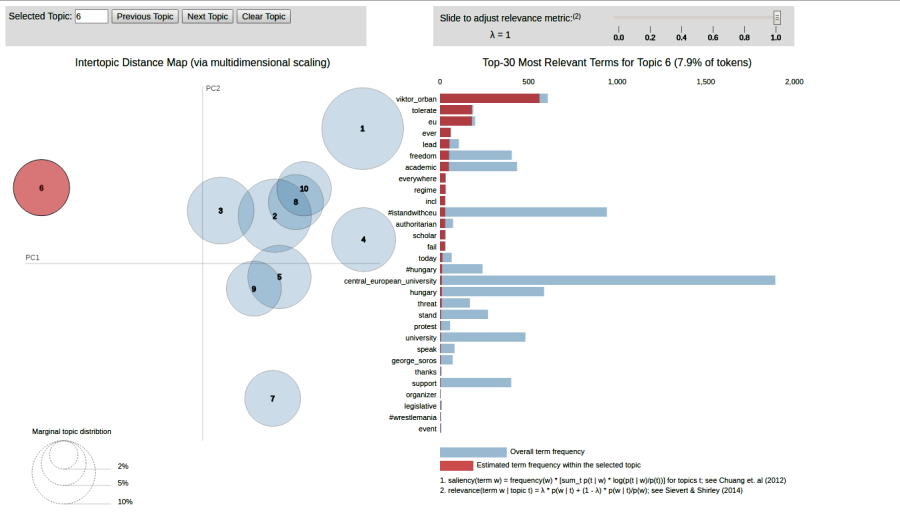 Selected Topic: 6 Previous Topic Next Topic Clear Topic
Slide to adjust relevance metric:(2)
λ = 1
0.0 0.2 0.4 0.6 0.8 1.0
Intertopic Distance Map (via multidimensional scaling)
PC2
PC1
1
6
10
8
3
2
4
5
9
7
Marginal topic distribtion
2%
5%
10%
Top-30 Most Relevant Terms for Topic 6 (7.9% of tokens)
0 500 1,000 1,500 2,000
viktor_orban
tolerate
eu
ever
lead
freedom
academic
everywhere
regime
incl
#istandwithceu
authoritarian
scholar
fail
today
#hungary
central_european_university
hungary
threat
stand
protest
university
speak
george_soros
thanks
support
organizer
legislative
#wrestlemania
event
Overall term frequency
Estimated term frequency within the selected topic
1. saliency(term w) = frequency(w) * [sum_t p(t | w) * log(p(t | w)/p(t))] for topics t; see Chuang et. al (2012)
2. relevance(term w | topic t) = λ * p(w | t) + (1 - λ) * p(w | t)/p(w); see Sievert & Shirley (2014)